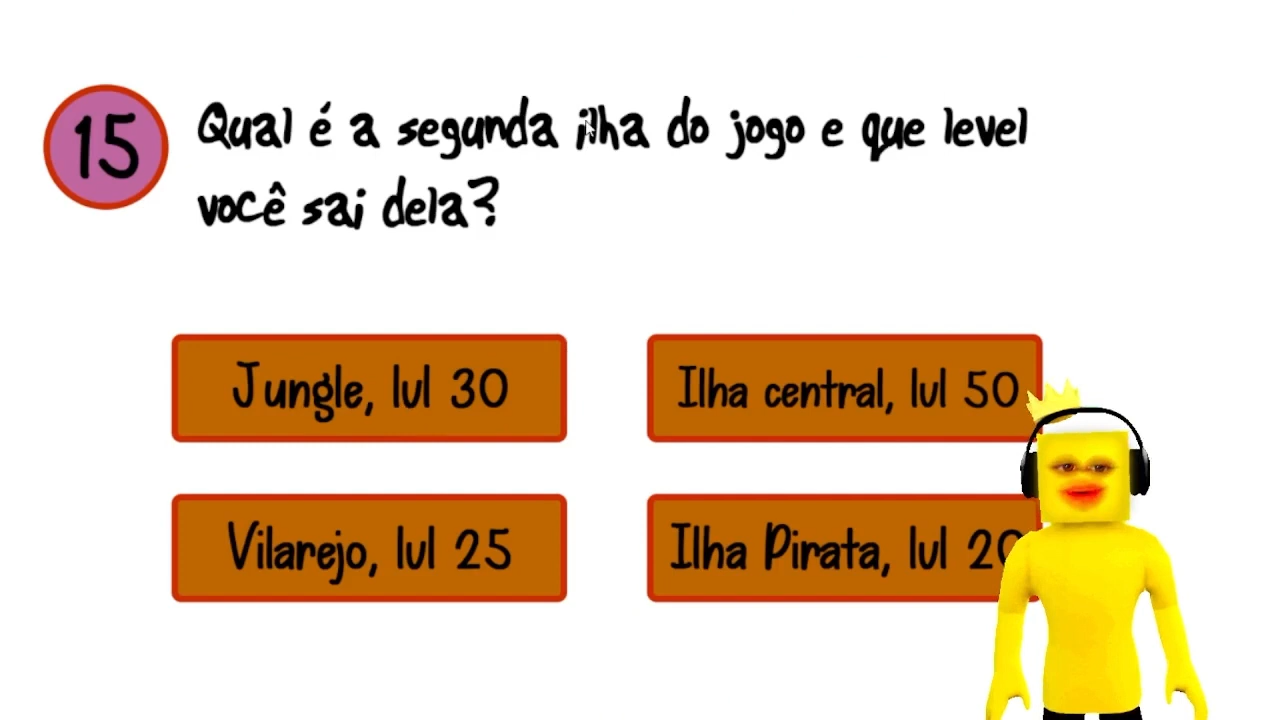 15
Qual é a segunda ilha do jogo e que level
você sai dela?
Jungle, lvl 30
Ilha central, lvl 50
Vilarejo, lvl 25
Ilha Pirata, lvl 20